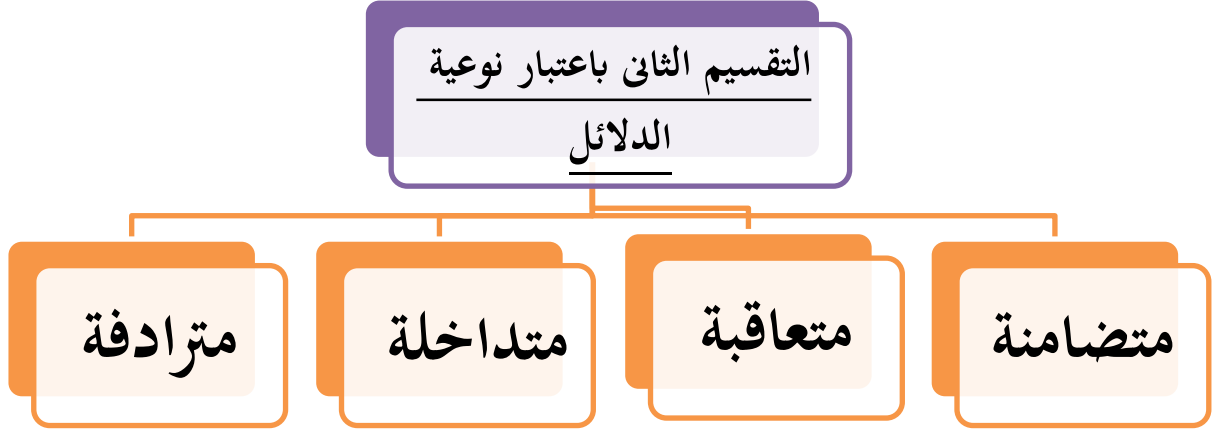 التقسيم الثانى باعتبار نوعية
الدلائل
متضامنة
متعاقبة
متداخلة
مترادفة